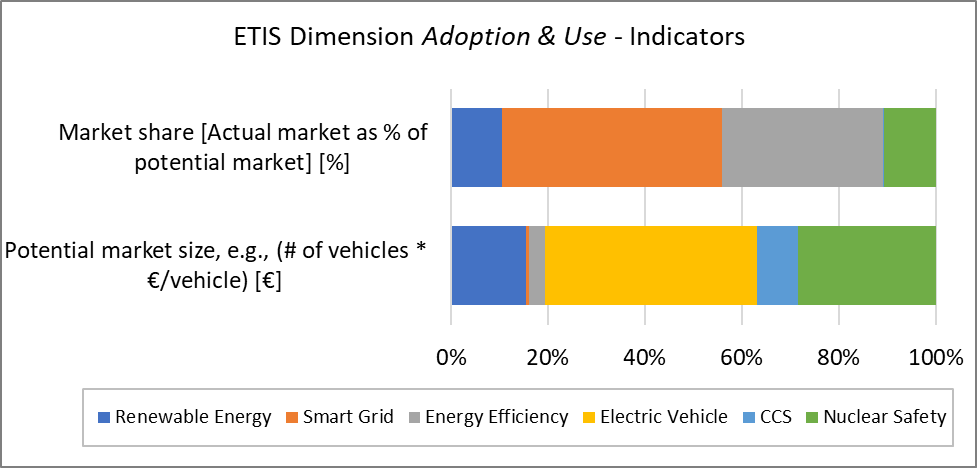 ETIS Dimension Adoption & Use - Indicators
Market share [Actual market as % of
potential market] [%]
Potential market size, e.g., (# of vehicles *
€/vehicle) [€]
0% 20% 40% 60% 80% 100%
Renewable Energy Smart Grid Energy Efficiency Electric Vehicle CCS Nuclear Safety